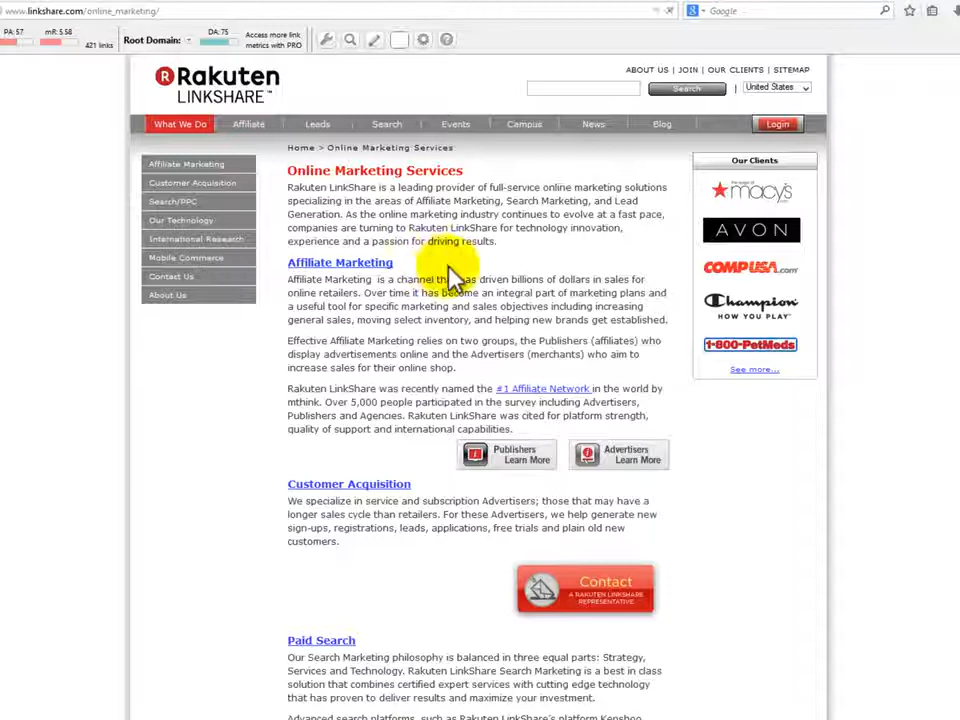 www.linkshare.com/online_marketing/
Google
PA: 57
mR: 5.58
421 links
Root Domain:
DA: 75
Access more link
metrics with PRO
Rakuten
LINKSHARE™
ABOUT US | JOIN | OUR CLIENTS | SITEMAP
Search
United States
What We Do
Affiliate
Leads
Search
Events
Campus
News
Blog
Login
Home > Online Marketing Services
Affiliate Marketing
Customer Acquisition
Search/PPC
Our Technology
International Research
Mobile Commerce
Contact Us
About Us
Online Marketing Services
Rakuten LinkShare is a leading provider of full-service online marketing solutions
specializing in the areas of Affiliate Marketing, Search Marketing, and Lead
Generation. As the online marketing industry continues to evolve at a fast pace,
companies are turning to Rakuten LinkShare for technology innovation,
experience and a passion for driving results.
Affiliate Marketing
Affiliate Marketing is a channel has driven billions of dollars in sales for
online retailers. Over time it has become an integral part of marketing plans and
a useful tool for specific marketing and sales objectives including increasing
general sales, moving select inventory, and helping new brands get established.
Effective Affiliate Marketing relies on two groups, the Publishers (affiliates) who
display advertisements online and the Advertisers (merchants) who aim to
increase sales for their online shop.
Rakuten LinkShare was recently named the #1 Affiliate Network in the world by
mthink. Over 5,000 people participated in the survey including Advertisers,
Publishers and Agencies. Rakuten LinkShare was cited for platform strength,
quality of support and international capabilities.
Publishers
Learn More
Advertisers
Learn More
Customer Acquisition
We specialize in service and subscription Advertisers; those that may have a
longer sales cycle than retailers. For these Advertisers, we help generate new
sign-ups, registrations, leads, applications, free trials and plain old new
customers.
Contact
A RAKUTEN LINKSHARE
REPRESENTATIVE
Paid Search
Our Search Marketing philosophy is balanced in three equal parts: Strategy,
Services and Technology. Rakuten LinkShare Search Marketing is a best in class
solution that combines certified expert services with cutting edge technology
that has proven to deliver results and maximize your investment.
Advanced search platforms, such as Rakuten LinkShare's platform Kenshoo
Our Clients
macy's
AVON
COMPUSA.com
Champion
HOW YOU PLAY
1-800-PetMeds
See more...